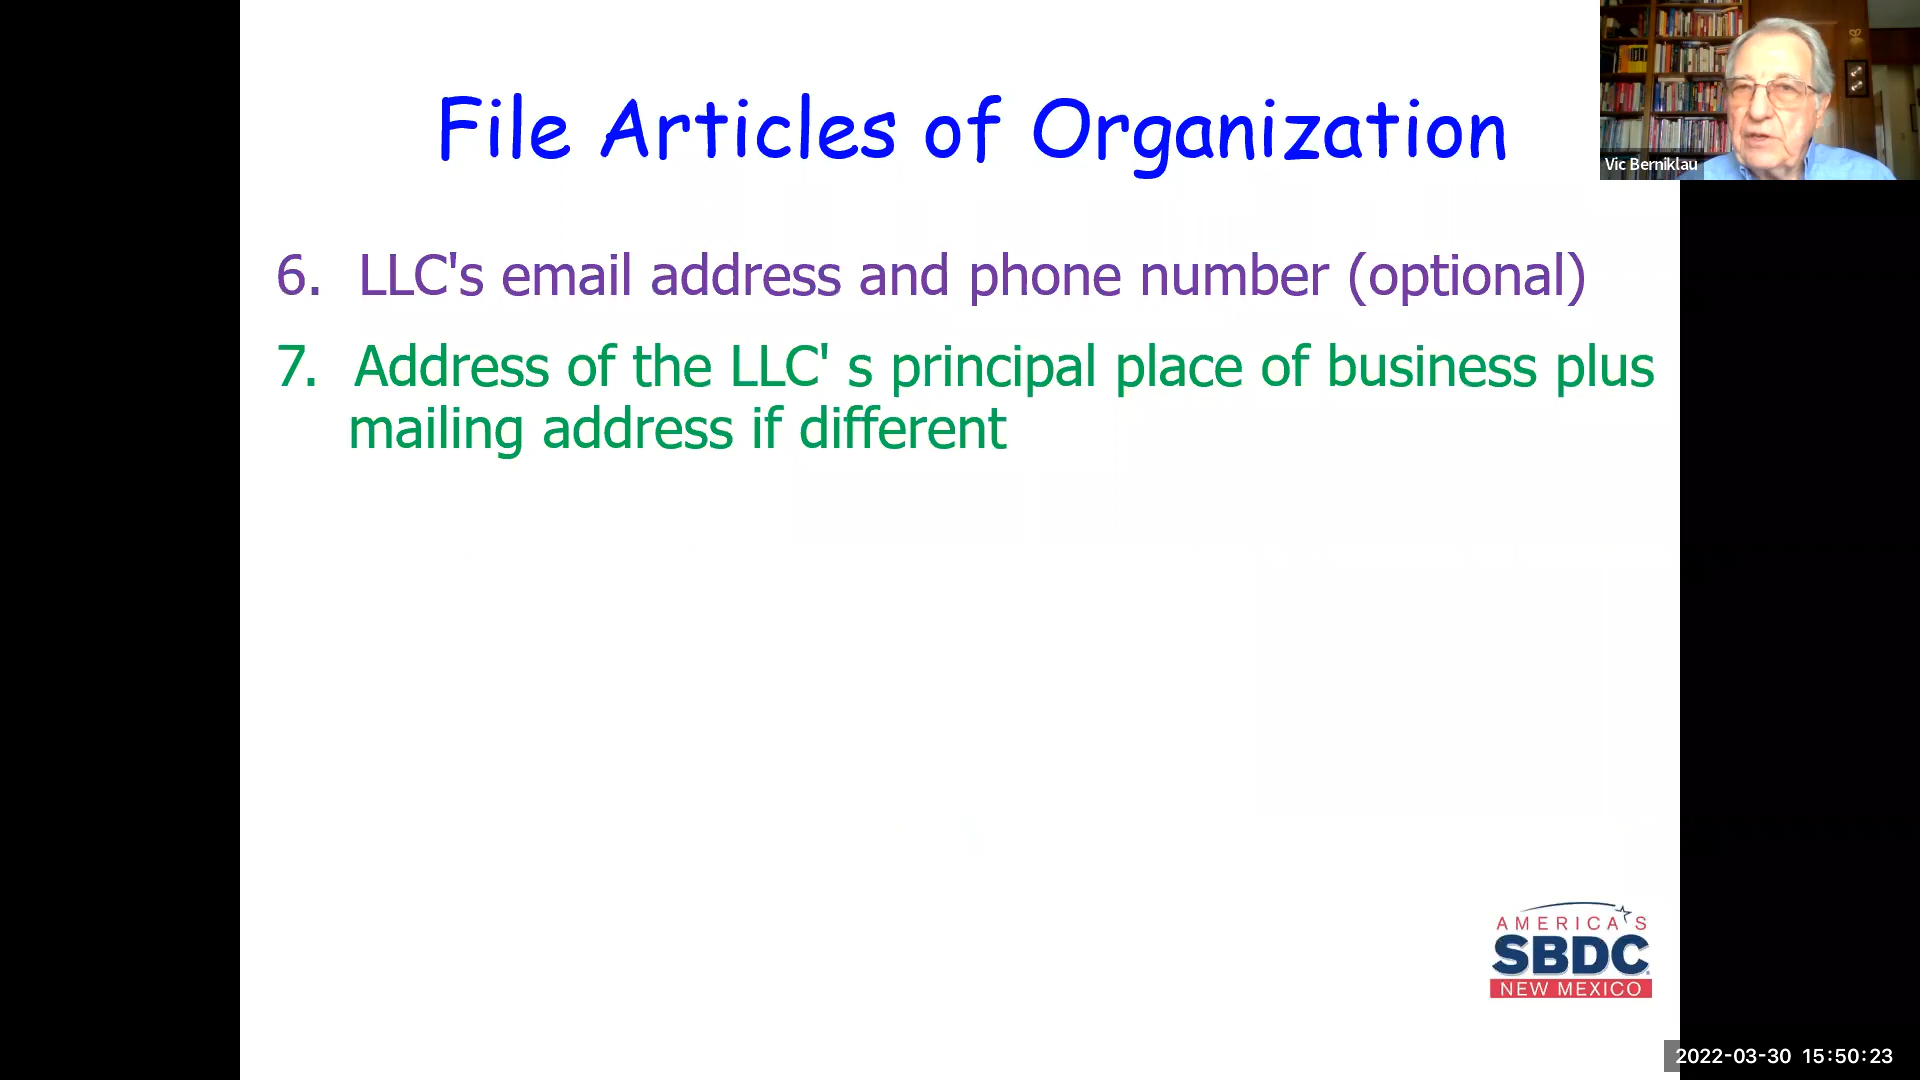 File Articles of Organization
Vic Berniklau
6. LLC's email address and phone number (optional)
7. Address of the LLC' s principal place of business plus
mailing address if different
AMERICA'S
SBDC
NEW MEXICO
2022-03-30 15:50:23